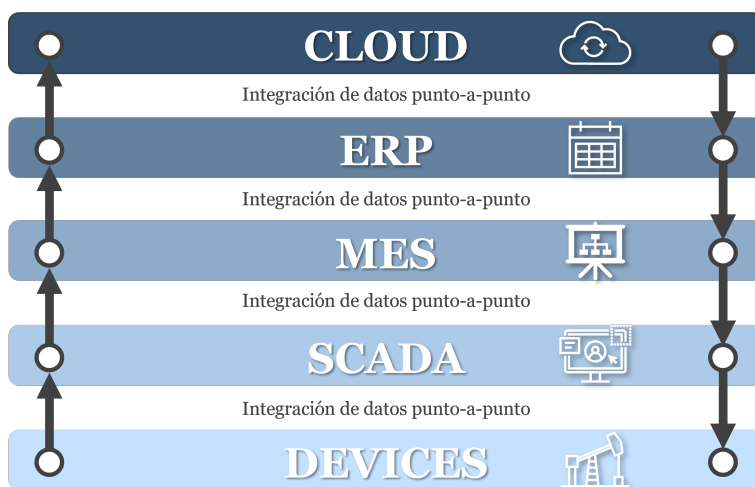 CLOUD
Integración de datos punto-a-punto
ERP
Integración de datos punto-a-punto
MES
Integración de datos punto-a-punto
SCADA
Integración de datos punto-a-punto
DEVICES